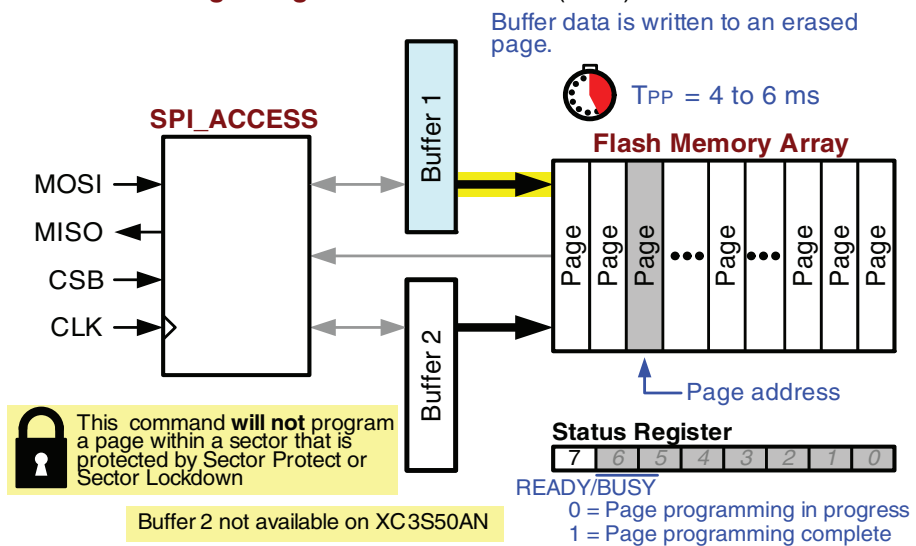 Buffer data is written to an erased
page.
TPP = 4 to 6 ms
SPI_ACCESS
Buffer 1
Flash Memory Array
MOSI
MISO
CSB
CLK
Page Page Page ••• Page ••• Page Page Page
Buffer 2
Page address
This command will not program
a page within a sector that is
protected by Sector Protect or
Sector Lockdown
Status Register
7 6 5 4 3 2 1 0
READY/BUSY
0 = Page programming in progress
1 = Page programming complete
Buffer 2 not available on XC3S50AN